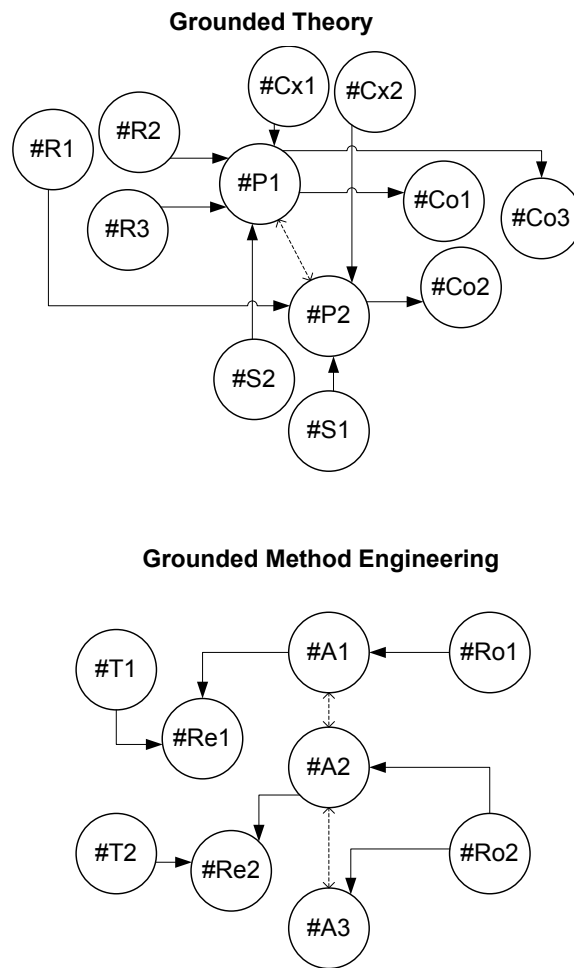 Grounded Theory
#Cx1
#Cx2
#R2
#R1
#P1
#Co1
#R3
#Co3
#Co2
#P2
#S2
#S1
Grounded Method Engineering
#A1
#Ro1
#T1
#Re1
#A2
#T2
#Ro2
#Re2
#A3